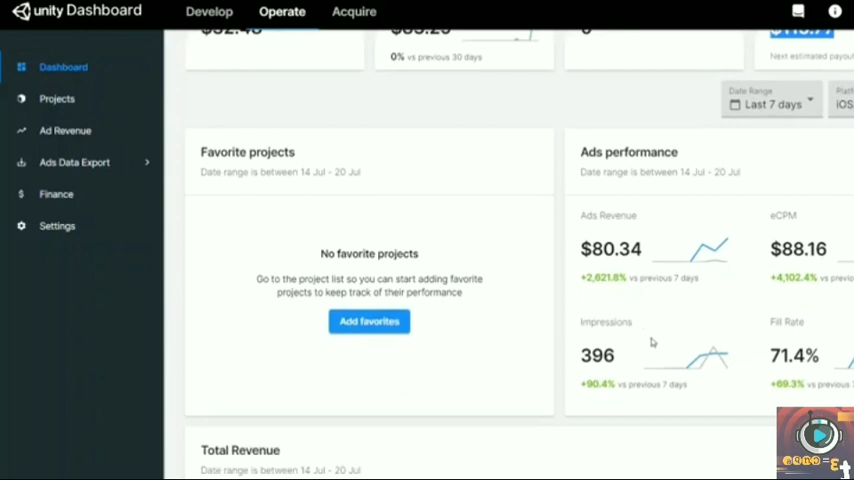 unity Dashboard
Develop
Operate
Acquire
Dashboard
Projects
Ad Revenue
Ads Data Export
Finance
Settings
0% vs previous 30 days
Next estimated payou
Date Range
Last 7 days
Platf
iOS
Favorite projects
Date range is between 14 Jul - 20 Jul
No favorite projects
Go to the project list so you can start adding favorite
projects to keep track of their performance
Add favorites
Ads performance
Date range is between 14 Jul - 20 Jul
Ads Revenue
$80.34
+2,621.8% vs previous 7 days
eCPM
$88.16
+4,102.4% vs previo
Impressions
396
+90.4% vs previous 7 days
Fill Rate
71.4%
+69.3% vs previous
Total Revenue
Date range is between 14 Jul - 20 Jul